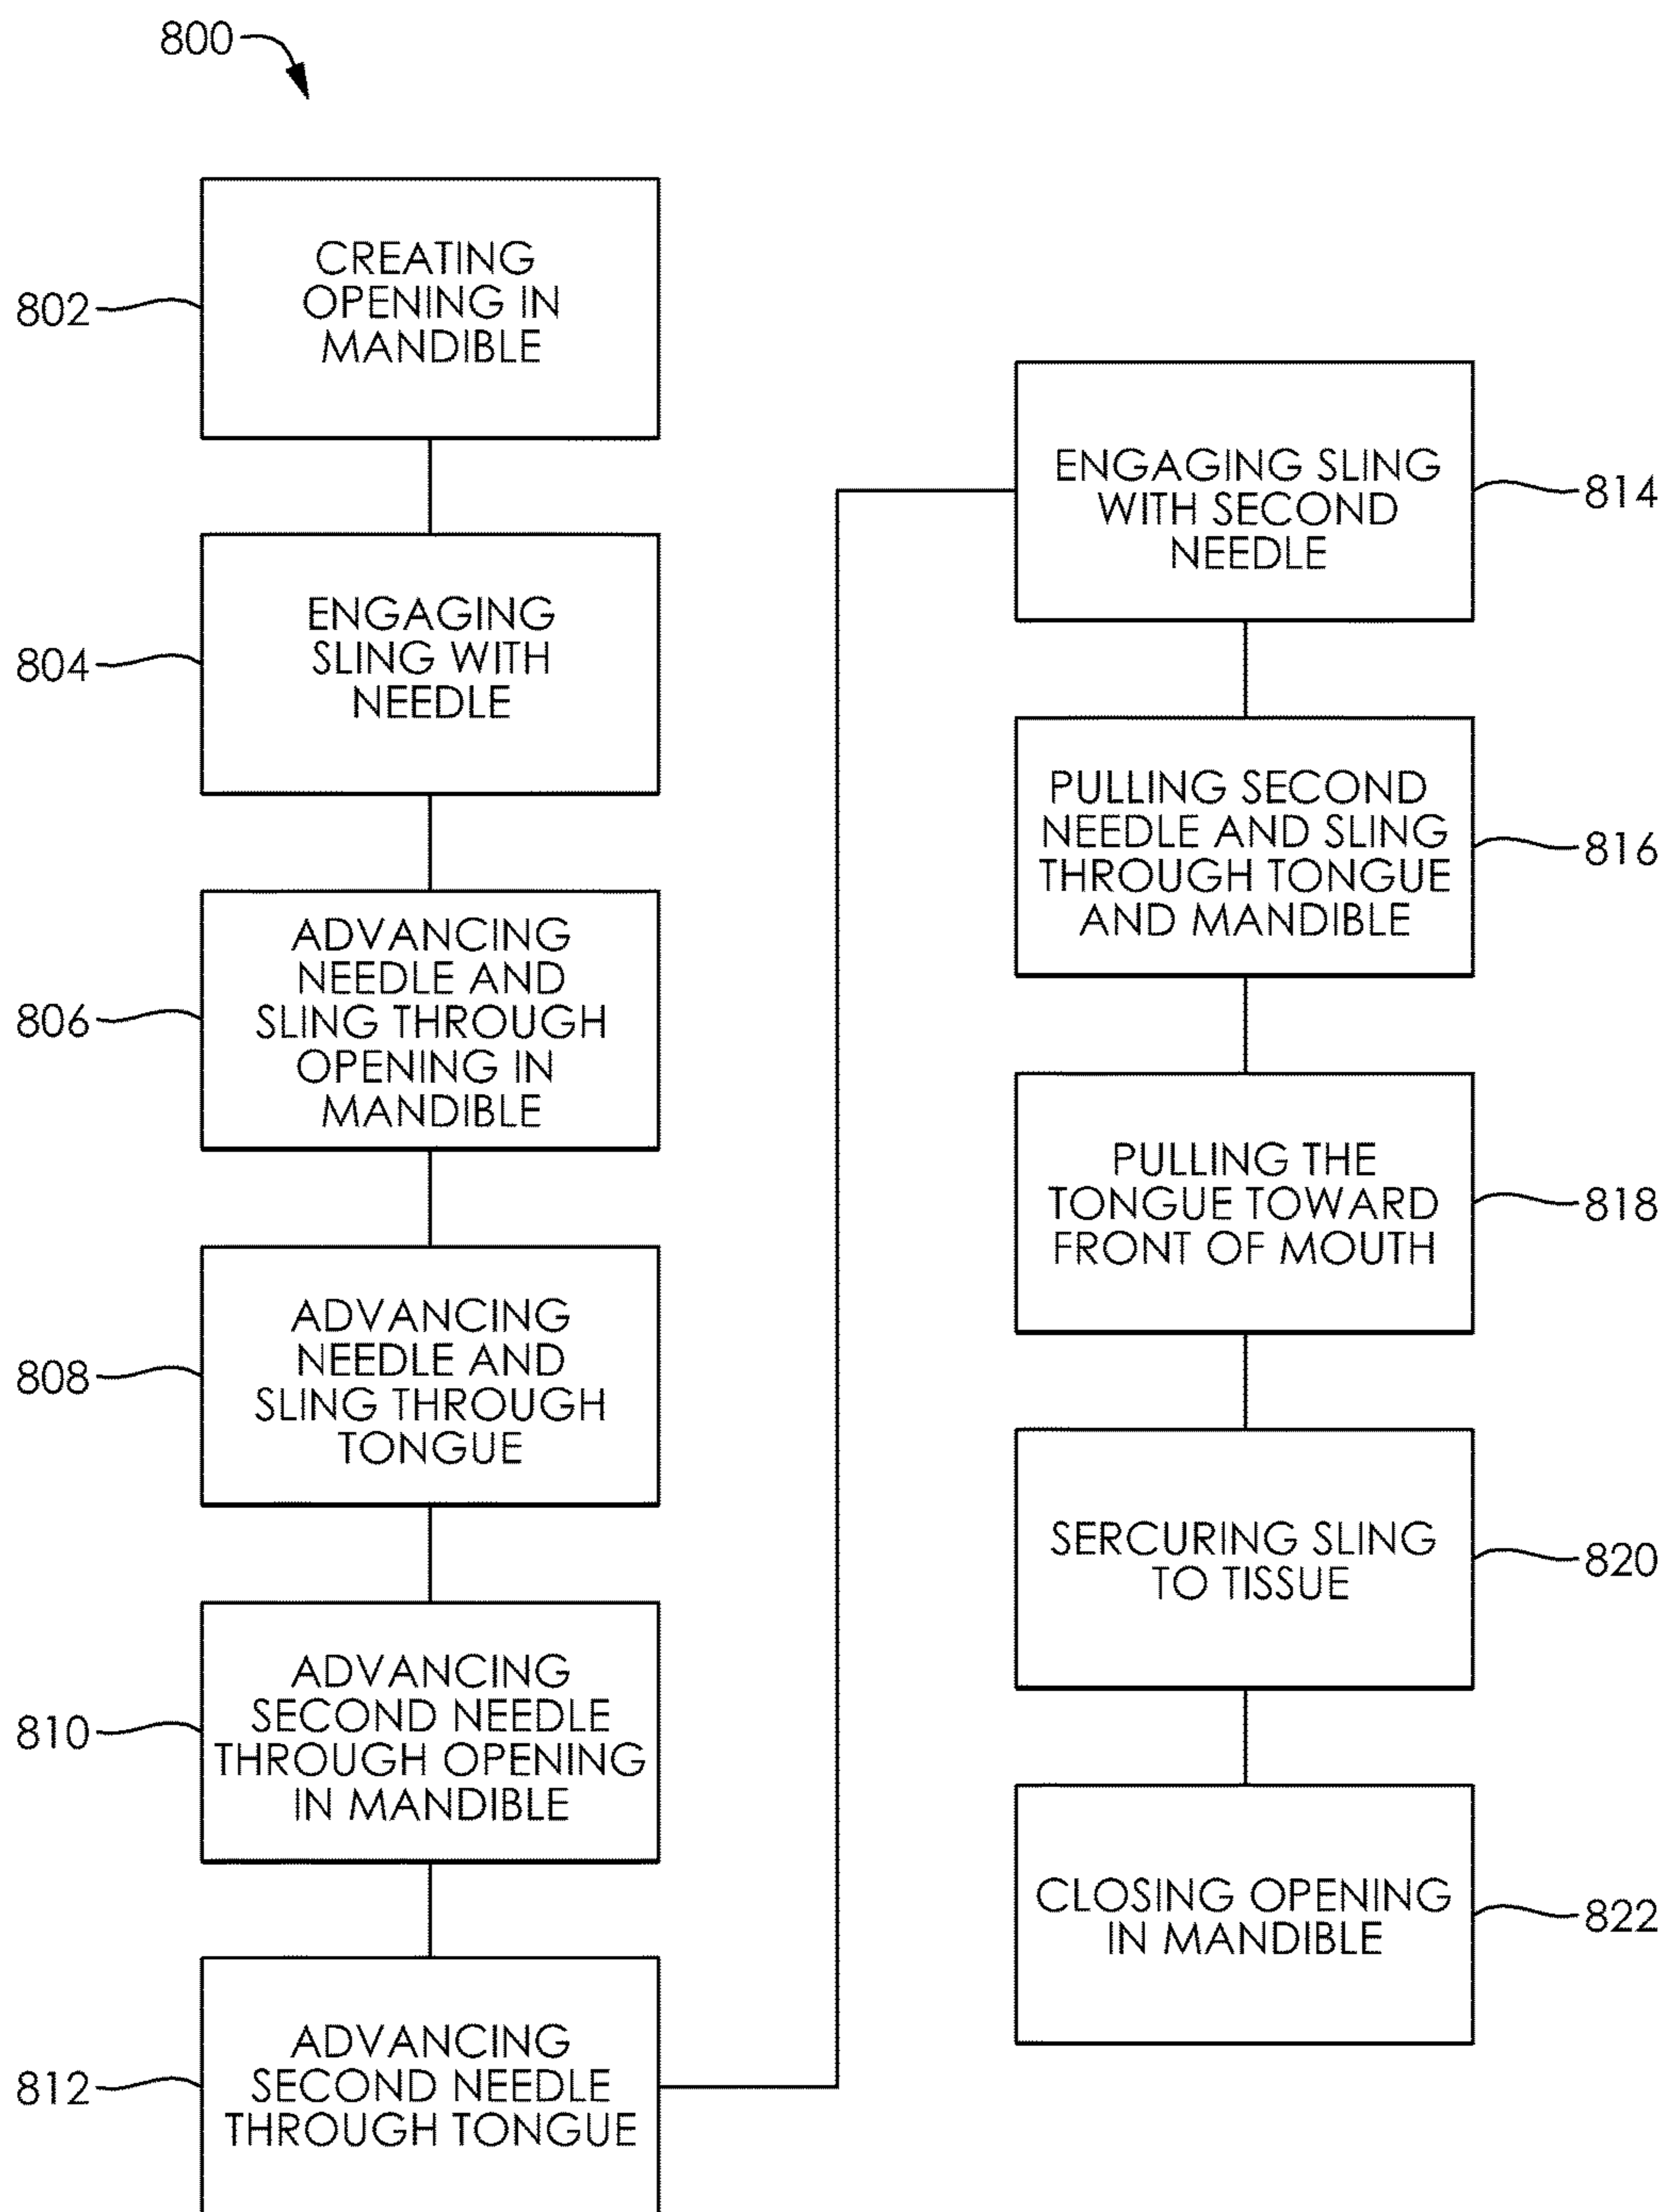 800
802
CREATING
OPENING IN
MANDIBLE
804
ENGAGING
SLING WITH
NEEDLE
806
ADVANCING
NEEDLE AND
SLING THROUGH
OPENING IN
MANDIBLE
808
ADVANCING
NEEDLE AND
SLING THROUGH
TONGUE
810
ADVANCING
SECOND NEEDLE
THROUGH OPENING
IN MANDIBLE
812
ADVANCING
SECOND NEEDLE
THROUGH TONGUE
ENGAGING SLING
WITH SECOND
NEEDLE
814
PULLING SECOND
NEEDLE AND SLING
THROUGH TONGUE
AND MANDIBLE
816
PULLING THE
TONGUE TOWARD
FRONT OF MOUTH
818
SERCURING SLING
TO TISSUE
820
CLOSING OPENING
IN MANDIBLE
822